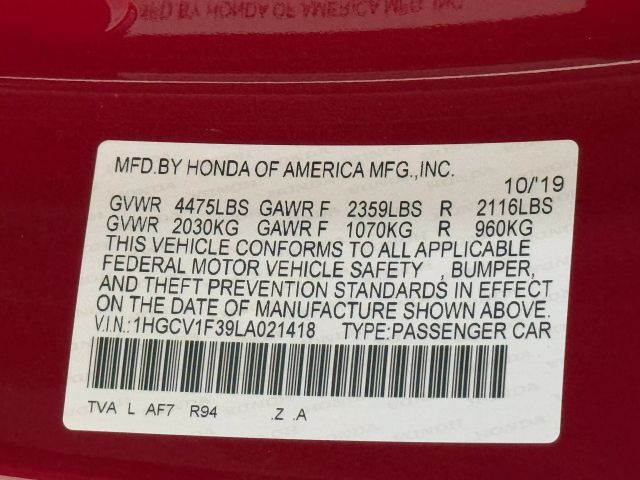 MFD.BY HONDA OF AMERICA MFG.,INC.
10/'19
GVWR 4475LBS GAWR F 2359LBS R 2116LBS
GVWR 2030KG GAWR F 1070KG R 960KG
THIS VEHICLE CONFORMS TO ALL APPLICABLE
FEDERAL MOTOR VEHICLE SAFETY , BUMPER,
AND THEFT PREVENTION STANDARDS IN EFFECT
ON THE DATE OF MANUFACTURE SHOWN ABOVE.
V.I.N.:1HGCV1F39LA021418 TYPE:PASSENGER CAR
TVA L AF7 R94 .Z .A